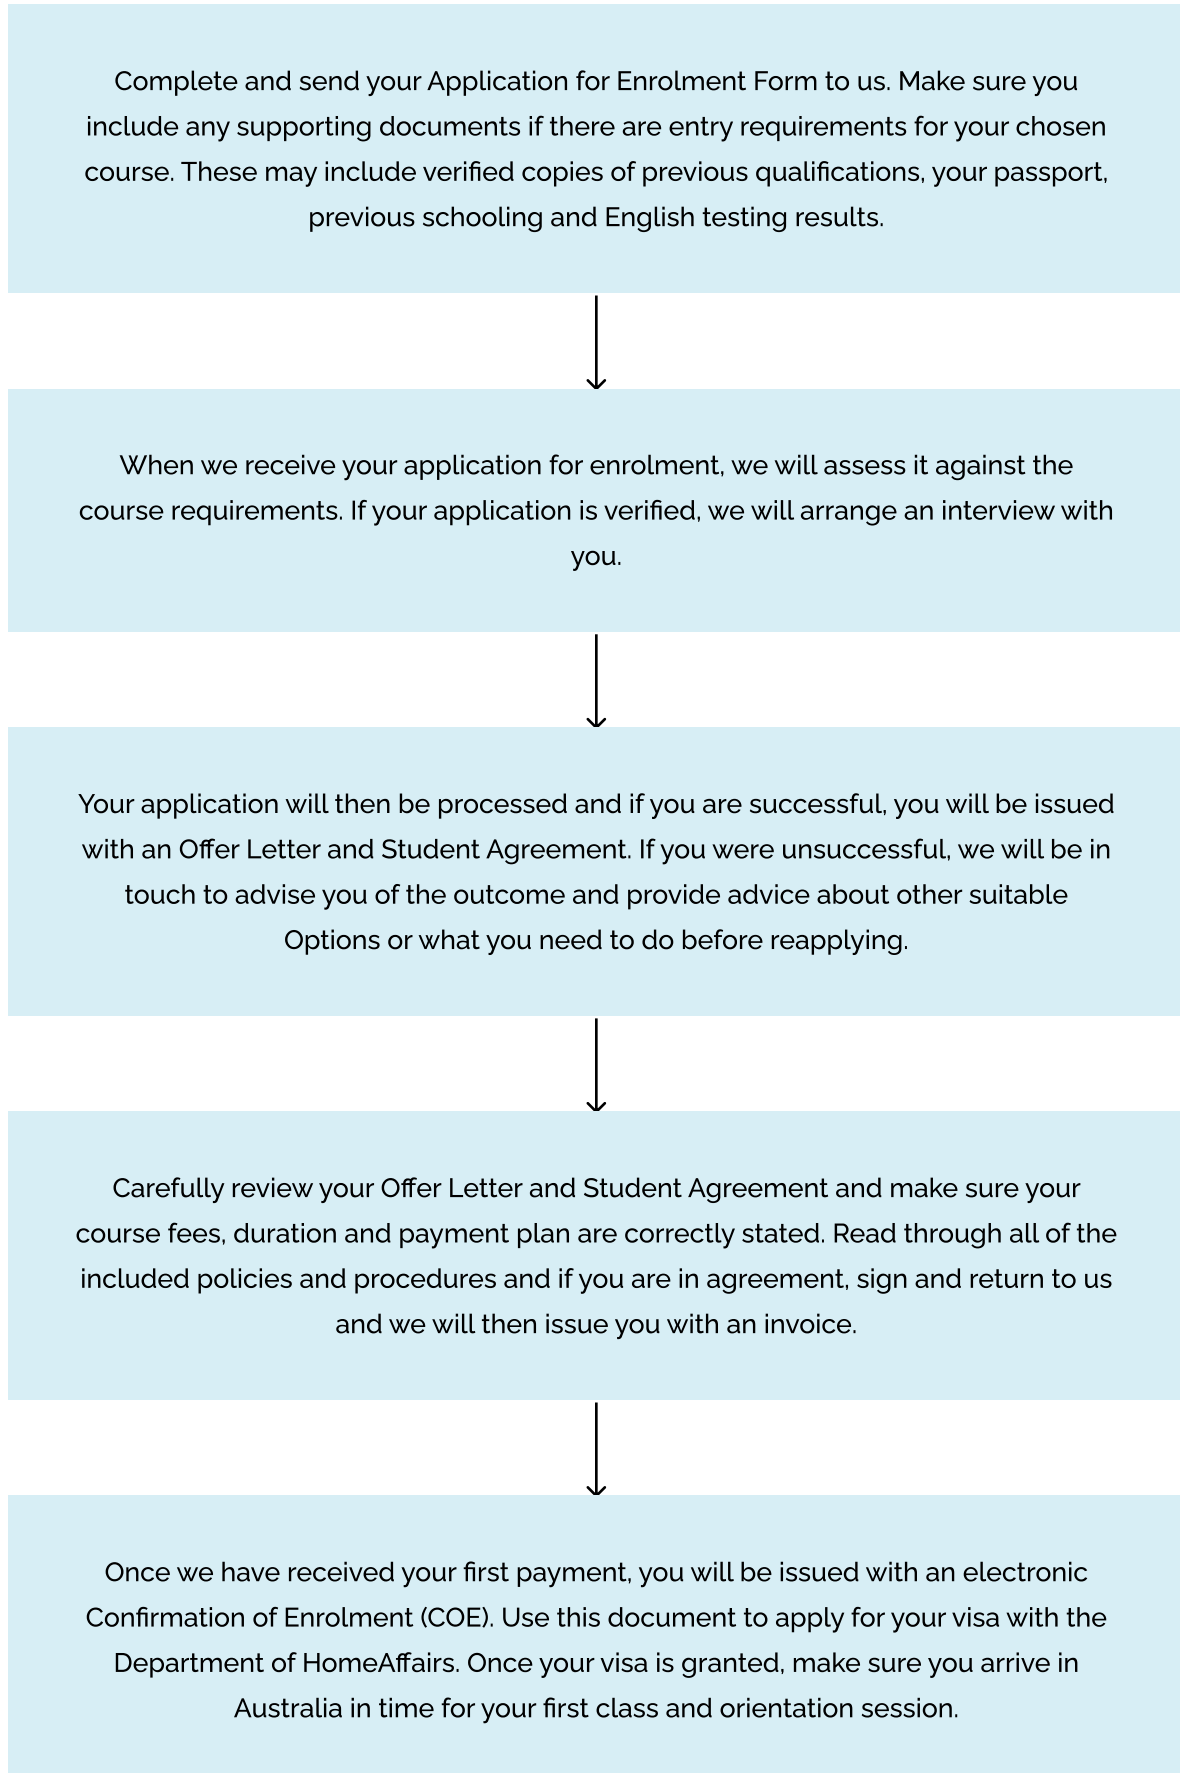 Complete and send your Application for Enrolment Form to us. Make sure you
include any supporting documents if there are entry requirements for your chosen
course. These may include verified copies of previous qualifications, your passport,
previous schooling and English testing results.
When we receive your application for enrolment, we will assess it against the
course requirements. If your application is verified, we will arrange an interview with
you.
Your application will then be processed and if you are successful, you will be issued
with an Offer Letter and Student Agreement. If you were unsuccessful, we will be in
touch to advise you of the outcome and provide advice about other suitable
Options or what you need to do before reapplying.
Carefully review your Offer Letter and Student Agreement and make sure your
course fees, duration and payment plan are correctly stated. Read through all of the
included policies and procedures and if you are in agreement, sign and return to us
and we will then issue you with an invoice.
Once we have received your first payment, you will be issued with an electronic
Confirmation of Enrolment (COE). Use this document to apply for your visa with the
Department of HomeAffairs. Once your visa is granted, make sure you arrive in
Australia in time for your first class and orientation session.